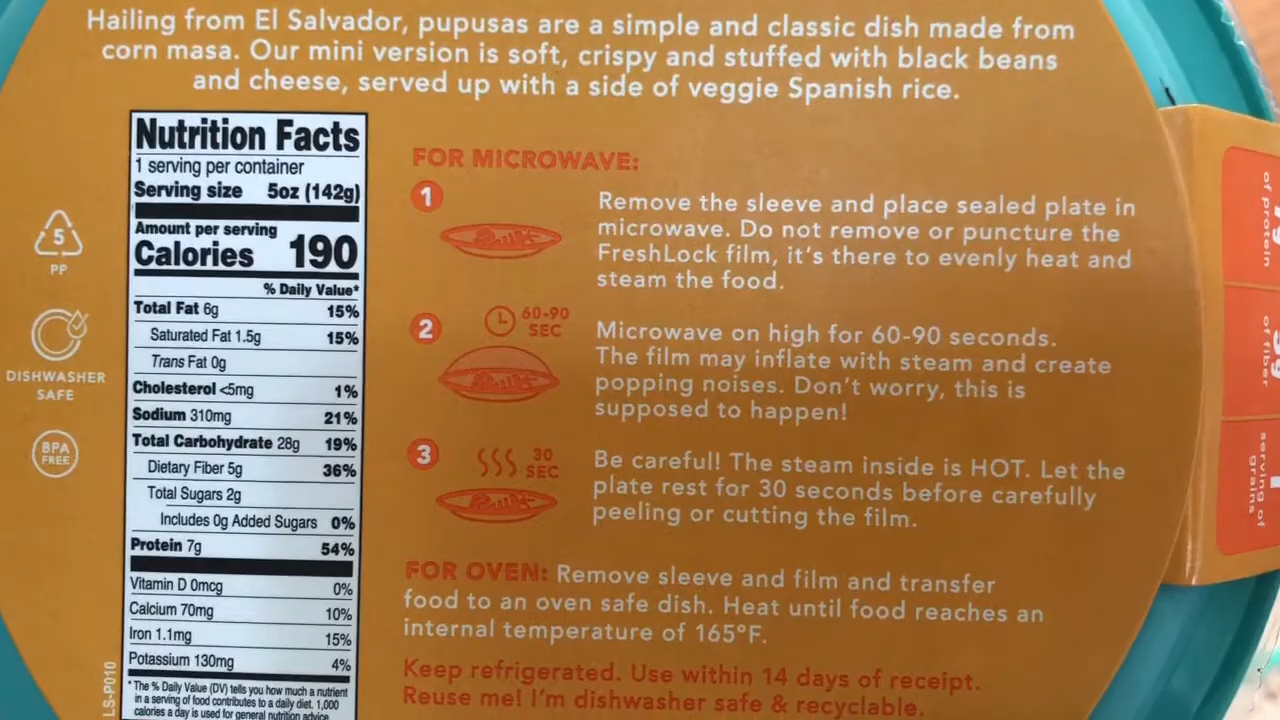 Hailing from El Salvador, pupusas are a simple and classic dish made from
corn masa. Our mini version is soft, crispy and stuffed with black beans
and cheese, served up with a side of veggie Spanish rice.
5
PP
DISHWASHER
SAFE
BPA
FREE
Nutrition Facts
1 serving per container
Serving size 5oz (142g)
Amount per serving
Calories 190
% Daily Value*
Total Fat 6g 15%
Saturated Fat 1.5g 15%
Trans Fat 0g
Cholesterol <5mg 1%
Sodium 310mg 21%
Total Carbohydrate 28g 19%
Dietary Fiber 5g 36%
Total Sugars 2g
Includes 0g Added Sugars 0%
Protein 7g 54%
Vitamin D 0mcg 0%
Calcium 70mg 10%
Iron 1.1mg 15%
Potassium 130mg 4%
* The % Daily Value (DV) tells you how much a nutrient
in a serving of food contributes to a daily diet. 1,000
calories a day is used for general nutrition advice
LS-P010
FOR MICROWAVE:
1
Remove the sleeve and place sealed plate in
microwave. Do not remove or puncture the
FreshLock film, it's there to evenly heat and
steam the food.
2
60-90
SEC
Microwave on high for 60-90 seconds.
The film may inflate with steam and create
popping noises. Don't worry, this is
supposed to happen!
3
30
SEC
Be careful! The steam inside is HOT. Let the
plate rest for 30 seconds before carefully
peeling or cutting the film.
FOR OVEN: Remove sleeve and film and transfer
food to an oven safe dish. Heat until food reaches an
internal temperature of 165°F.
Keep refrigerated. Use within 14 days of receipt.
Reuse me! I'm dishwasher safe & recyclable.
of protein
of fiber
serving of
grains